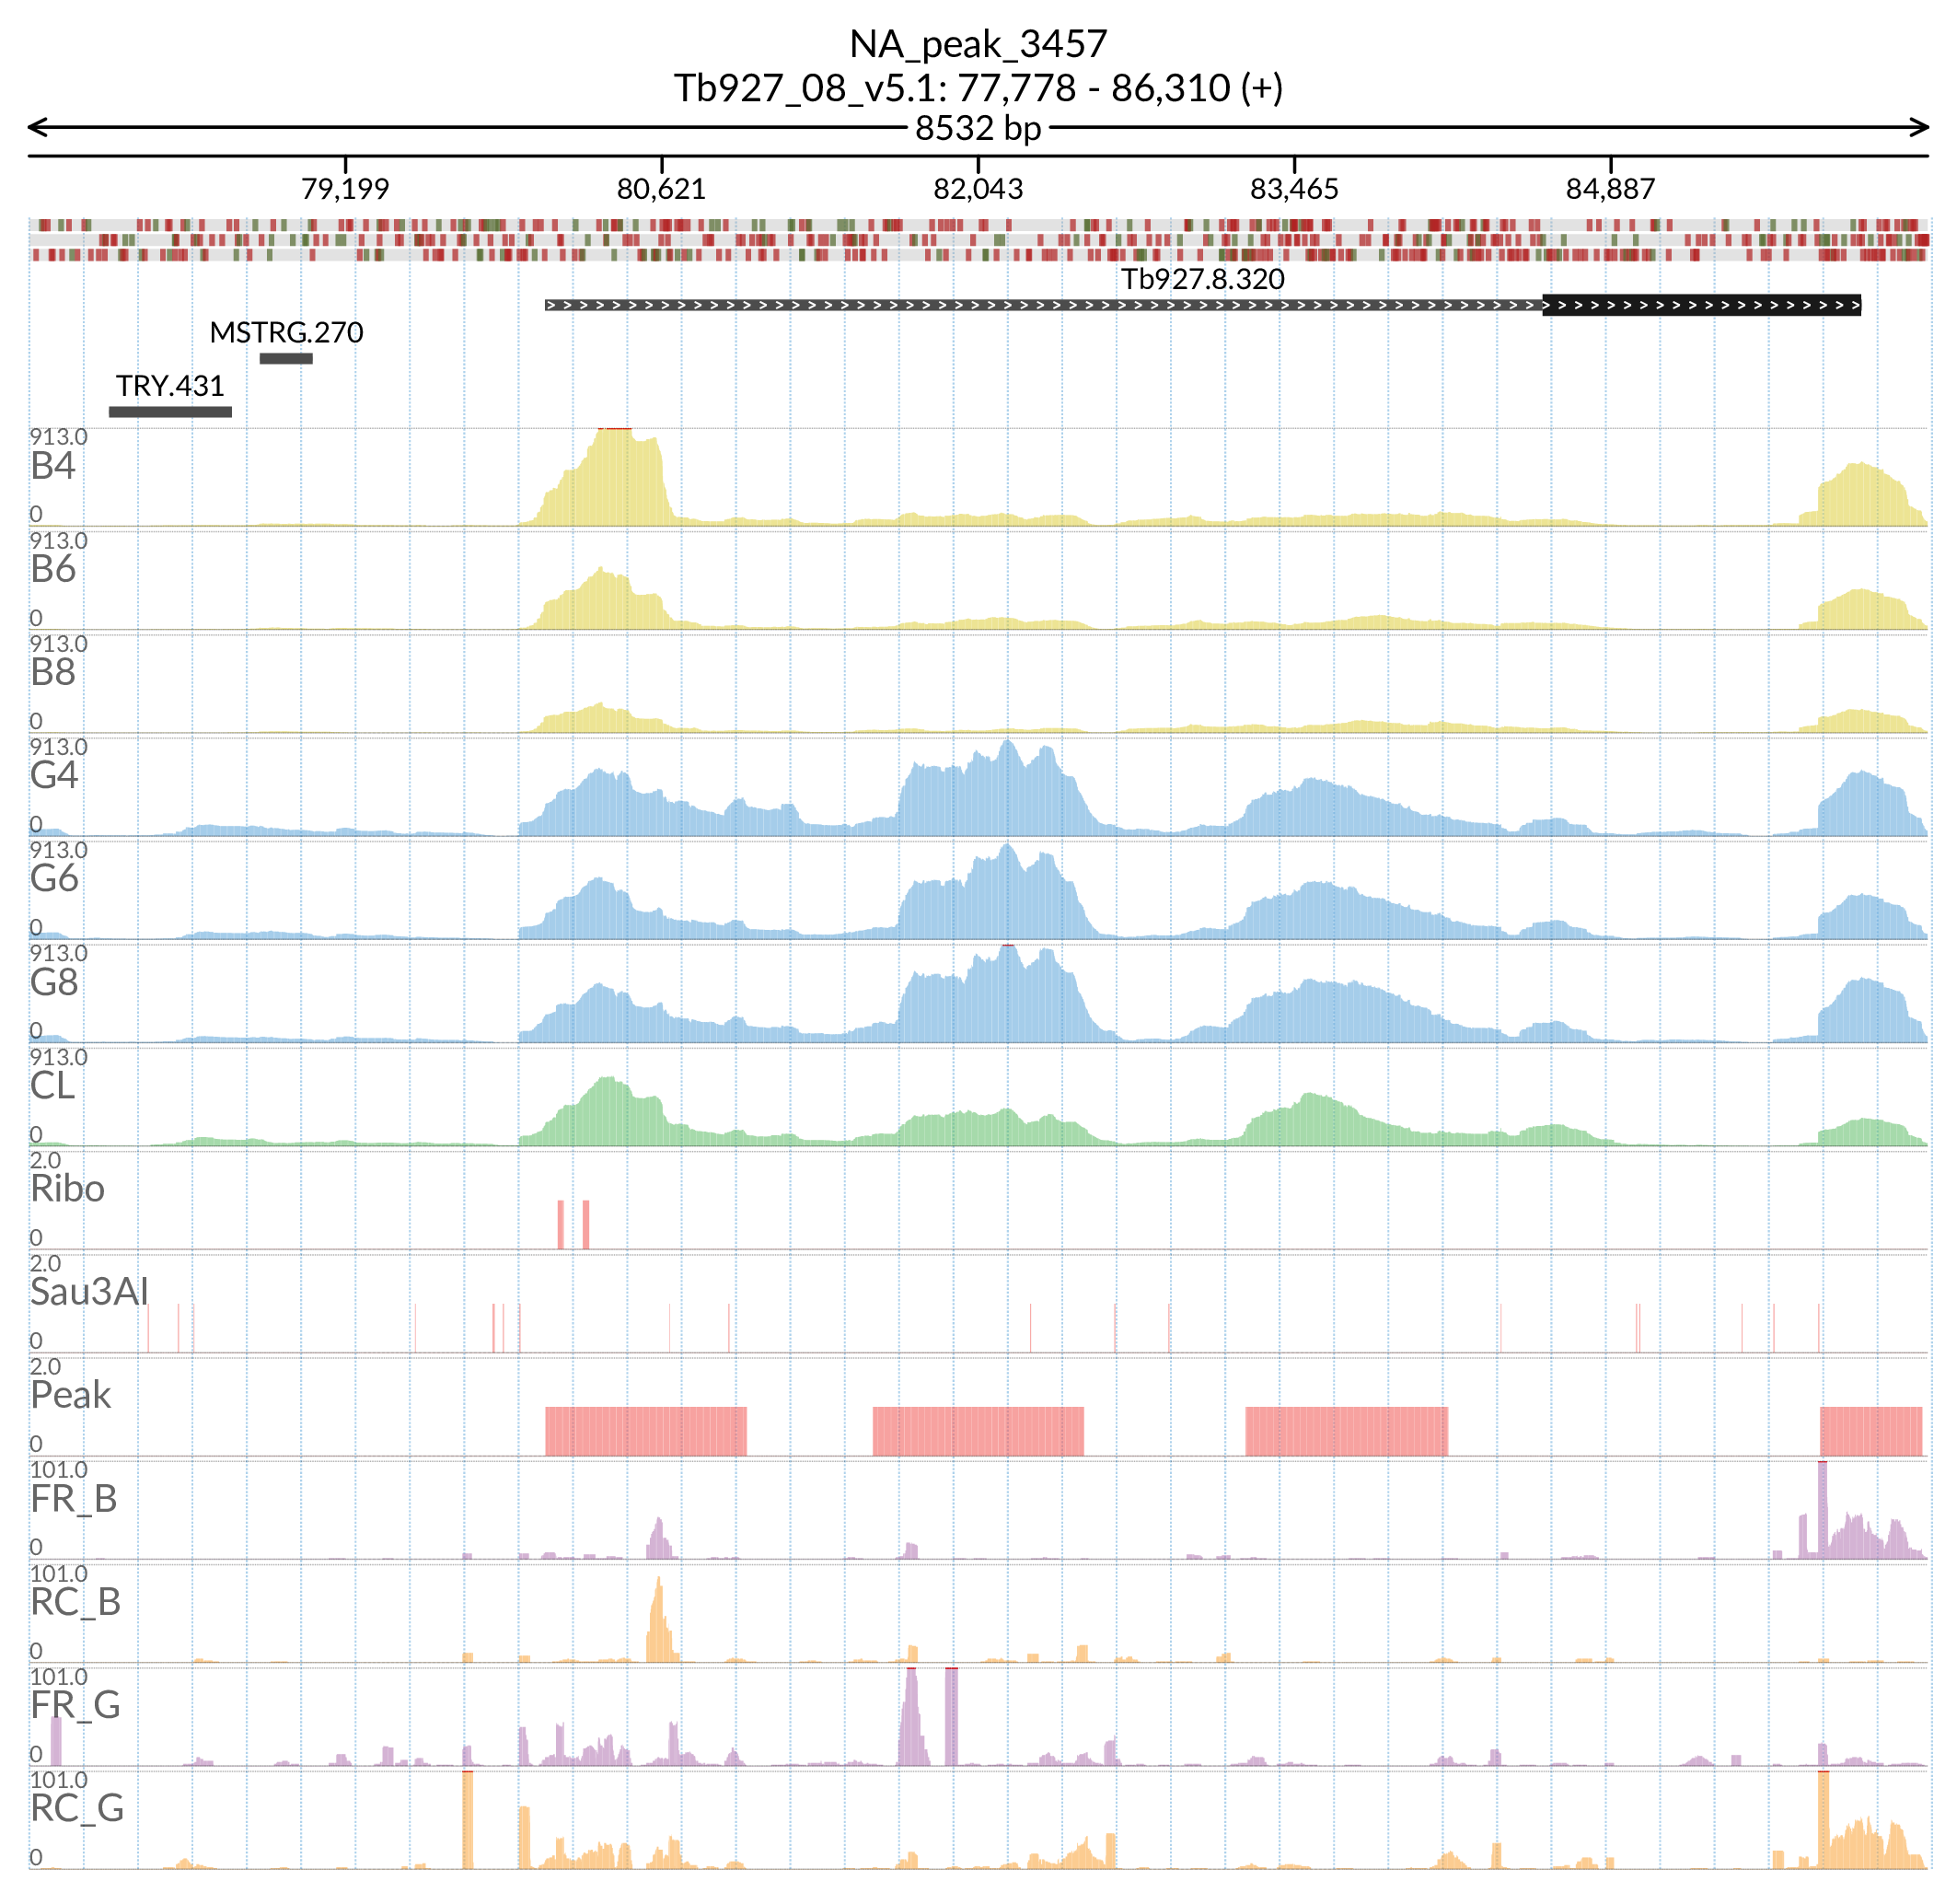 NA_peak_3457
Tb927_08_v5.1: 77,778 - 86,310 (+)
8532 bp
79,199 80,621 82,043 83,465 84,887
Tb927.8.320
MSTRG.270
TRY.431
913.0
B4
0
913.0
B6
0
913.0
B8
0
913.0
G4
0
913.0
G6
0
913.0
G8
0
913.0
CL
0
2.0
Ribo
0
2.0
Sau3AI
0
2.0
Peak
0
101.0
FR_B
0
101.0
RC_B
0
101.0
FR_G
0
101.0
RC_G
0